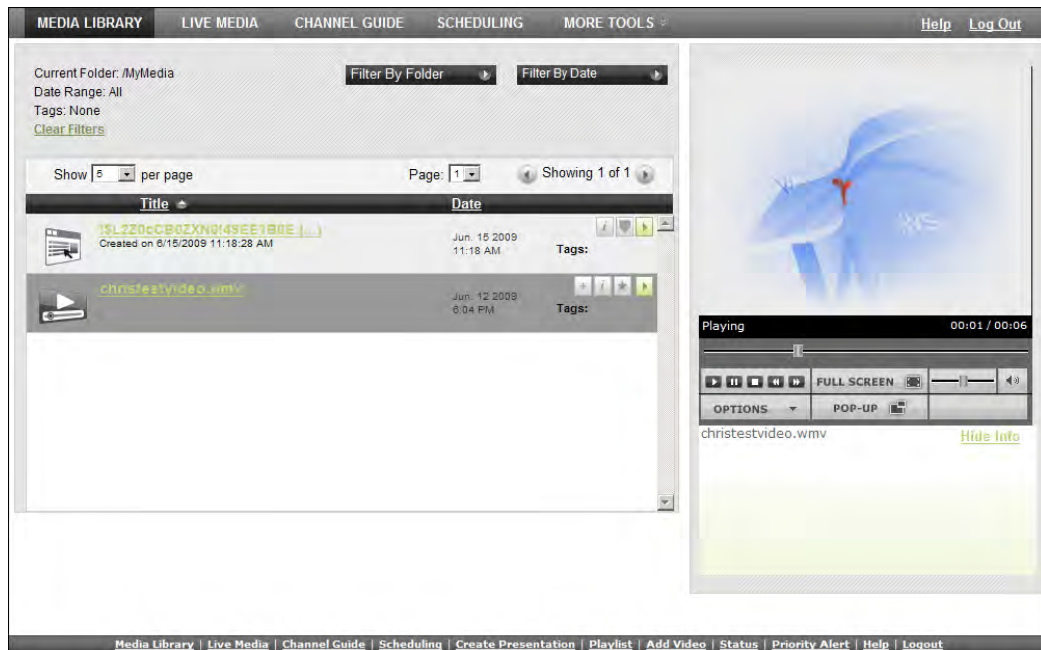 MEDIA LIBRARY LIVE MEDIA CHANNEL GUIDE SCHEDULING MORE TOOLS Help Log Out
Current Folder: /MyMedia
Date Range: All
Tags: None
Clear Filters
Filter By Folder Filter By Date
Show 5 per page Page: 1 Showing 1 of 1
Title Date
Created on 6/15/2009 11:18:28 AM
Jun. 15 2009
11:18 AM Tags:
christestvideo.wmv
Jun. 12 2009
6:04 PM Tags:
Playing 00:01 / 00:06
FULL SCREEN
OPTIONS POP-UP
christestvideo.wmv Hide Info
Media Library | Live Media | Channel Guide | Scheduling | Create Presentation | Playlist | Add Video | Status | Priority Alert | Help | Logout